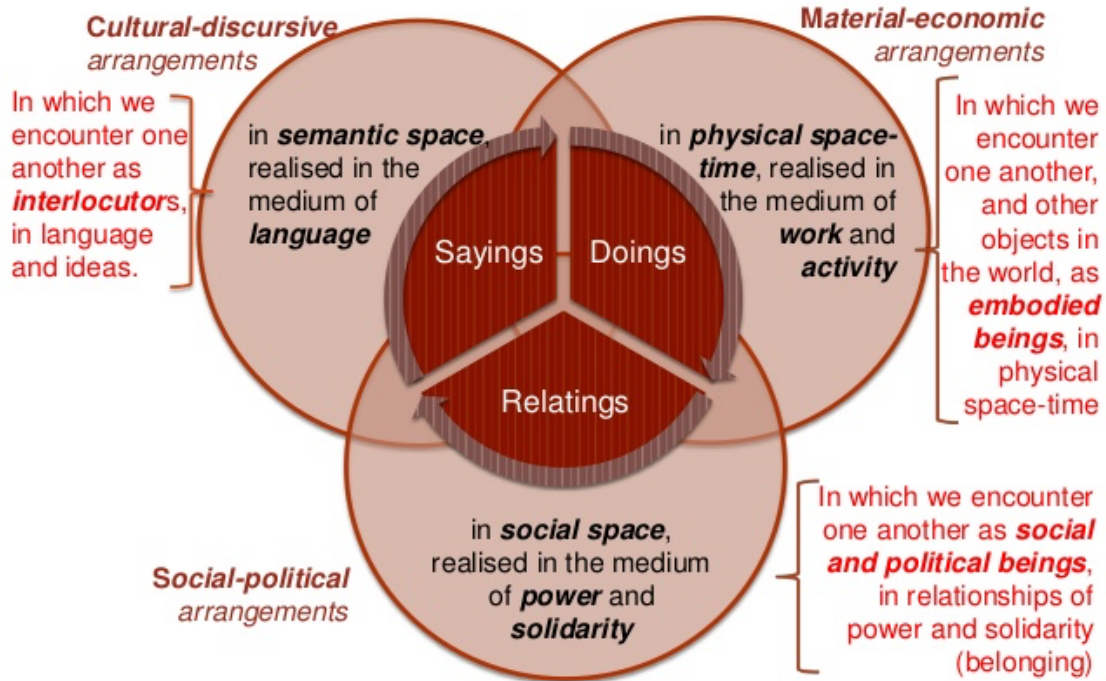 Cultural-discursive
arrangements
In which we
encounter one
another as
interlocutors,
in language
and ideas.
in semantic space,
realised in the
medium of
language
Material-economic
arrangements
in physical space-
time, realised in
the medium of
work and
activity
In which we
encounter
one another,
and other
objects in
the world, as
embodied
beings, in
physical
space-time
Sayings
Doings
Relatings
Social-political
arrangements
in social space,
realised in the medium
of power and
solidarity
In which we encounter
one another as social
and political beings,
in relationships of
power and solidarity
(belonging)